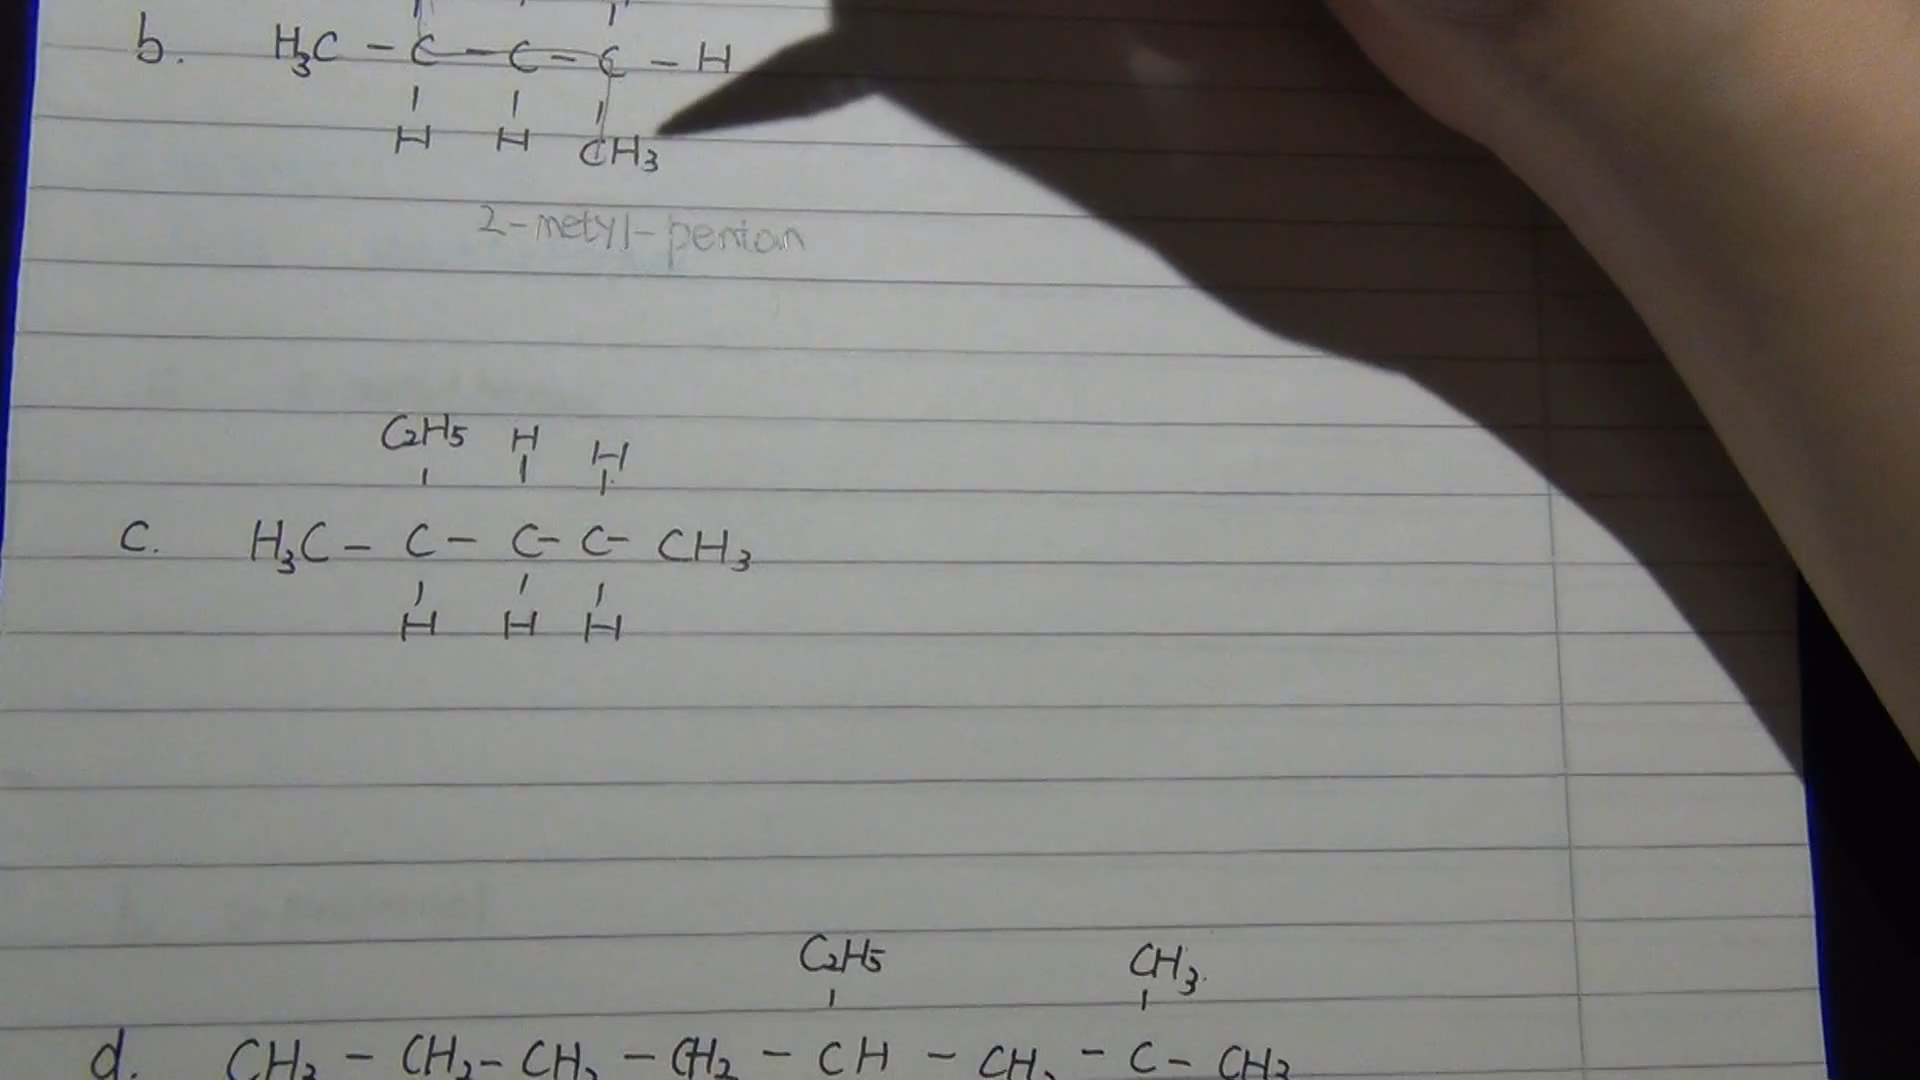 b. H₃C - C - C - C - H
H H CH₃
2-metyl-pentan
C₂H₅ H H
c. H₃C - C - C - C - CH₃
H H H
C₂H₅ CH₃
d. CH₃ - CH₂ - CH₂ - CH₂ - CH - CH₂ - C - CH₃